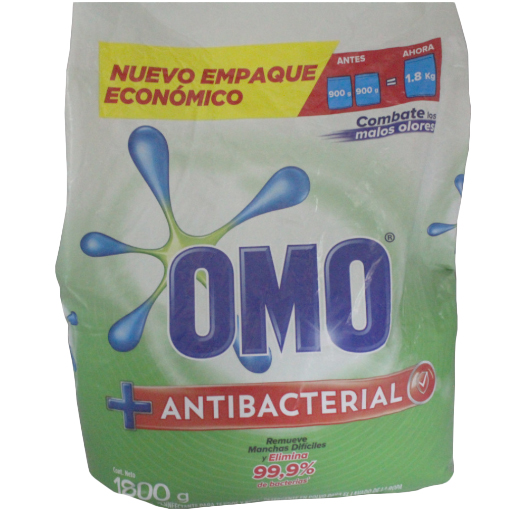 NUEVO EMPAQUE
ECONÓMICO
ANTES
900 g 900 g
=
AHORA
1.8 Kg
Combate los
malos olores
OMO®
+ ANTIBACTERIAL
Remueve
Manchas Difíciles
y Elimina
99,9%
de bacterias
Cont. Neto
1800 g